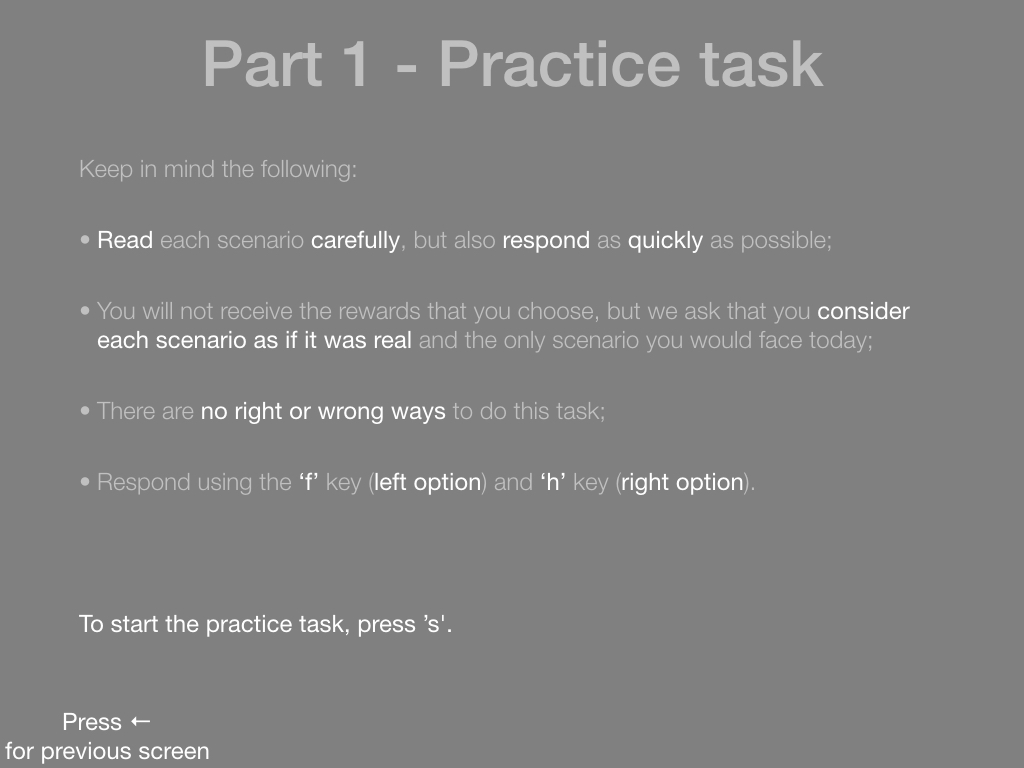 Part 1 - Practice task
Keep in mind the following:
• Read each scenario carefully, but also respond as quickly as possible;
• You will not receive the rewards that you choose, but we ask that you consider
each scenario as if it was real and the only scenario you would face today;
• There are no right or wrong ways to do this task;
• Respond using the ‘f’ key (left option) and ‘h’ key (right option).
To start the practice task, press ’s'.
Press ←
for previous screen